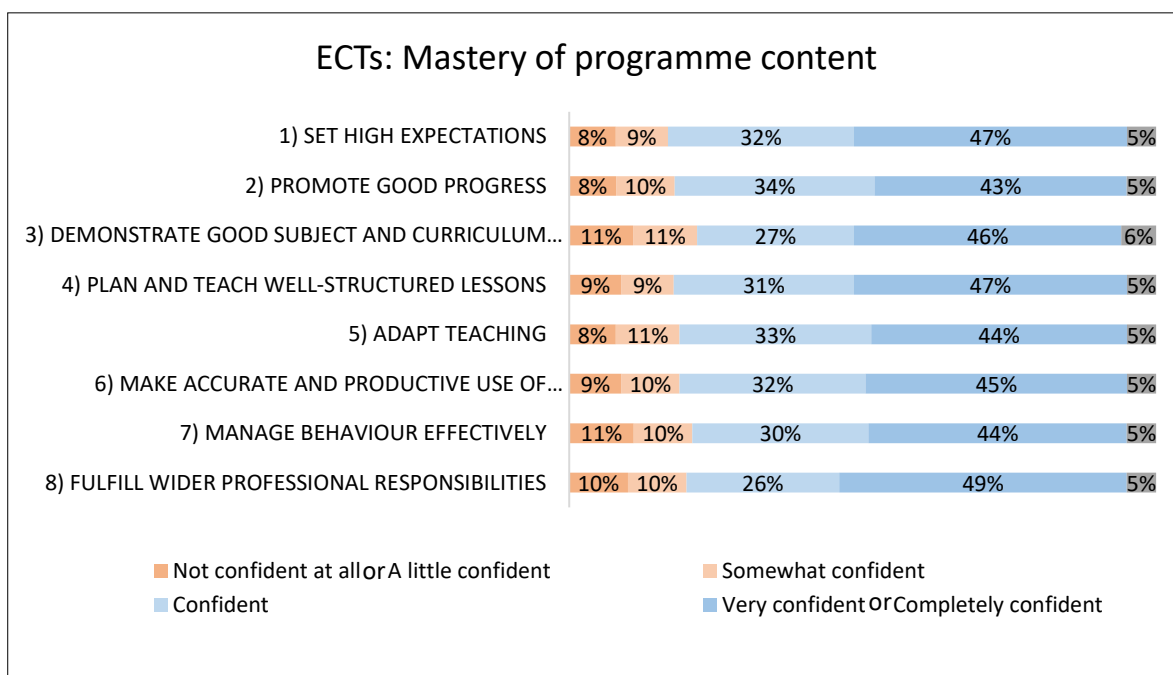 ECTs: Mastery of programme content
1) SET HIGH EXPECTATIONS 8% 9% 32% 47% 5%
2) PROMOTE GOOD PROGRESS 8% 10% 34% 43% 5%
3) DEMONSTRATE GOOD SUBJECT AND CURRICULUM... 11% 11% 27% 46% 6%
4) PLAN AND TEACH WELL-STRUCTURED LESSONS 9% 9% 31% 47% 5%
5) ADAPT TEACHING 8% 11% 33% 44% 5%
6) MAKE ACCURATE AND PRODUCTIVE USE OF... 9% 10% 32% 45% 5%
7) MANAGE BEHAVIOUR EFFECTIVELY 11% 10% 30% 44% 5%
8) FULFILL WIDER PROFESSIONAL RESPONSIBILITIES 10% 10% 26% 49% 5%
Not confident at all or A little confident Somewhat confident
Confident Very confident or Completely confident